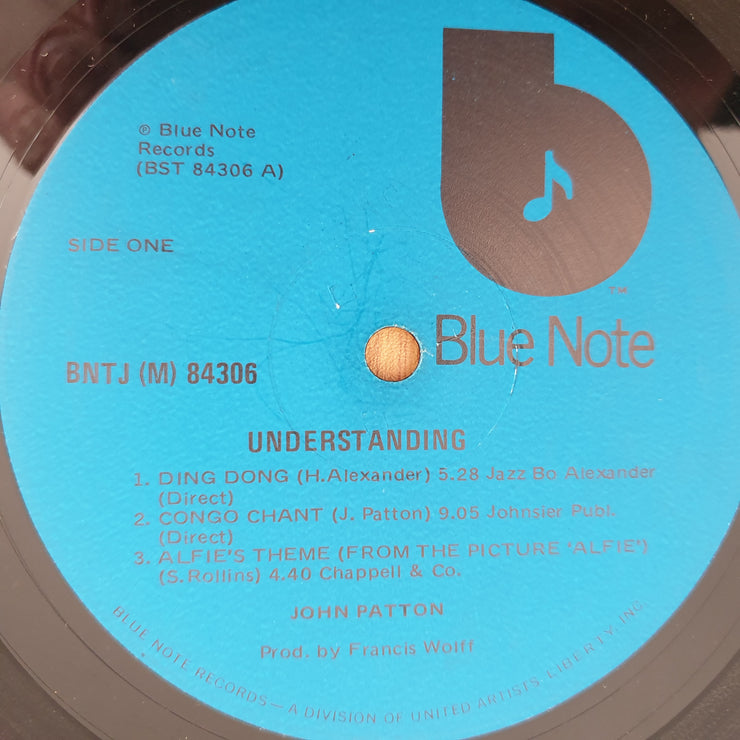 ℗ Blue Note
Records
(BST 84306 A)
SIDE ONE
TM
Blue Note
BNTJ (M) 84306
UNDERSTANDING
1. DING DONG (H.Alexander) 5.28 Jazz Bo Alexander
(Direct)
2. CONGO CHANT (J. Patton) 9.05 Johnsier Publ.
(Direct)
3. ALFIE'S THEME (FROM THE PICTURE 'ALFIE')
(S.Rollins) 4.40 Chappell & Co.
JOHN PATTON
Prod. by Francis Wolff
BLUE NOTE RECORDS — A DIVISION OF UNITED ARTISTS LIBERTY, INC.